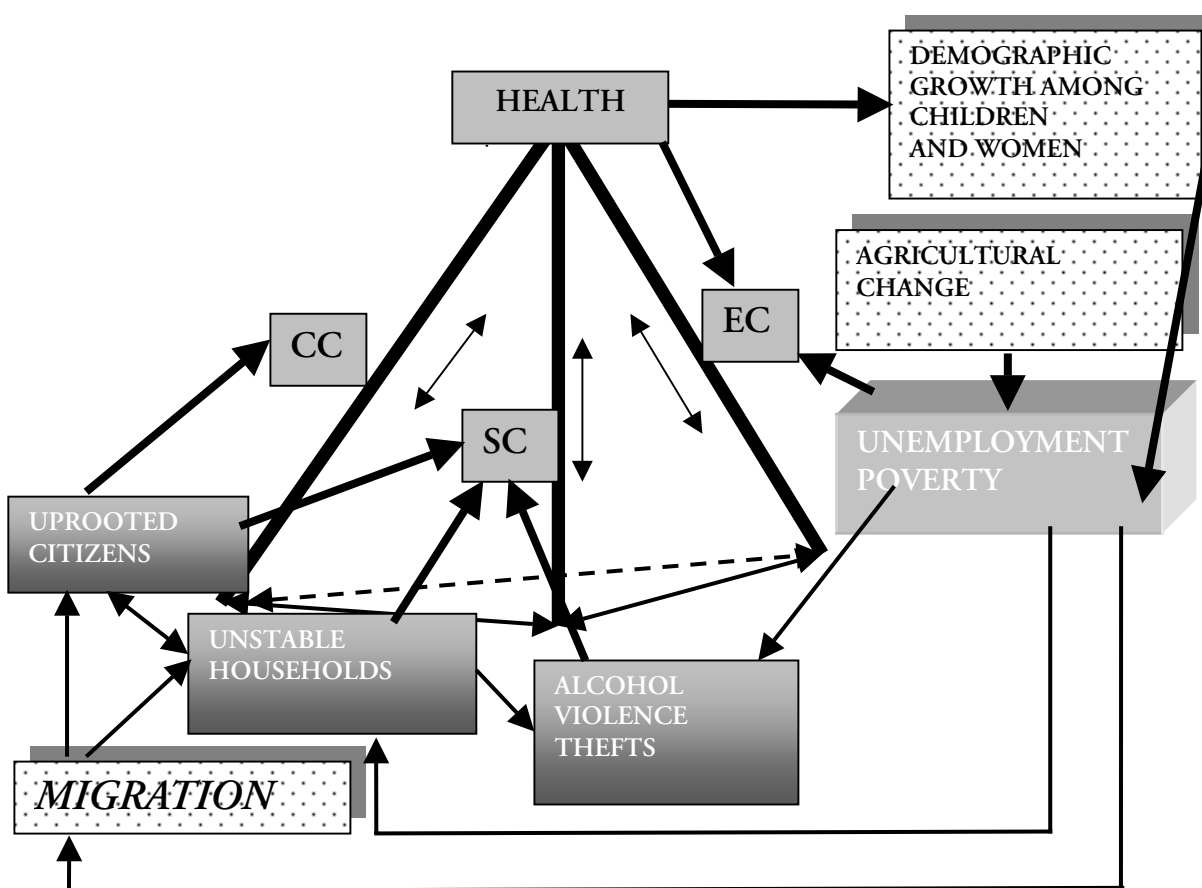 HEALTH
DEMOGRAPHIC
GROWTH AMONG
CHILDREN
AND WOMEN
AGRICULTURAL
CHANGE
EC
CC
SC
UNEMPLOYMENT
POVERTY
UPROOTED
CITIZENS
UNSTABLE
HOUSEHOLDS
ALCOHOL
VIOLENCE
THEFTS
MIGRATION